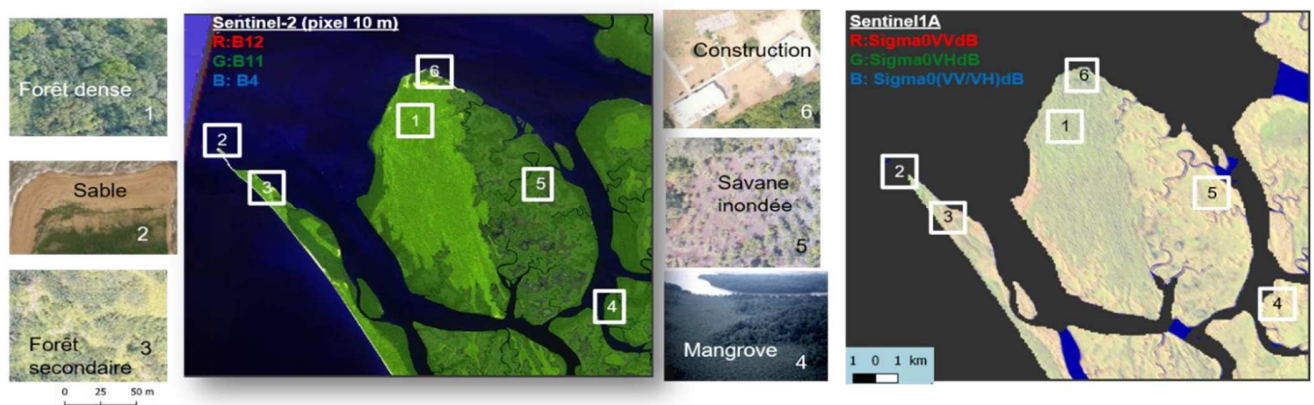 Forêt dense
1
Sable
2
Forêt
secondaire
3
0 25 50 m
Sentinel-2 (pixel 10 m)
R:B12
G:B11
B: B4
6
1
2
3
5
4
Construction
6
Savane
inondée
5
Mangrove
4
Sentinel1A
R:Sigma0VVdB
G:Sigma0VHdB
B: Sigma0(VV/VH)dB
6
1
2
3
5
4
1 0 1 km